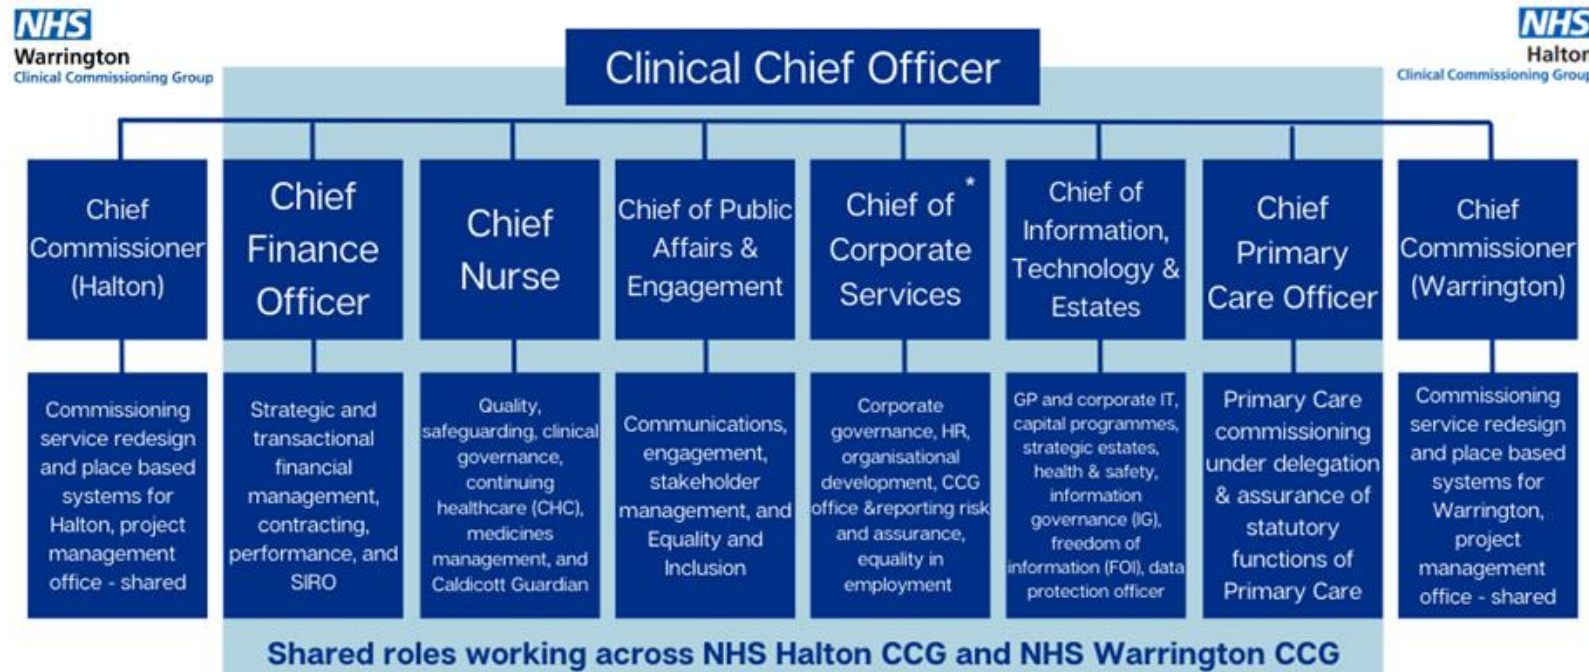 NHS
Warrington
Clinical Commissioning Group
NHS
Halton
Clinical Commissioning Group
Clinical Chief Officer
Chief
Commissioner
(Halton)
Chief
Finance
Officer
Chief
Nurse
Chief of Public
Affairs &
Engagement
Chief of *
Corporate
Services
Chief of
Information,
Technology &
Estates
Chief
Primary
Care Officer
Chief
Commissioner
(Warrington)
Commissioning
service redesign
and place based
systems for
Halton, project
management
office - shared
Strategic and
transactional
financial
management,
contracting,
performance, and
SIRO
Quality,
safeguarding, clinical
governance,
continuing
healthcare (CHC),
medicines
management, and
Caldicott Guardian
Communications,
engagement,
stakeholder
management, and
Equality and
Inclusion
Corporate
governance, HR,
organisational
development, CCG
office &reporting risk
and assurance,
equality in
employment
GP and corporate IT,
capital programmes,
strategic estates,
health & safety,
information
governance (IG),
freedom of
information (FOI), data
protection officer
Primary Care
commissioning
under delegation
& assurance of
statutory
functions of
Primary Care
Commissioning
service redesign
and place based
systems for
Warrington,
project
management
office - shared
Shared roles working across NHS Halton CCG and NHS Warrington CCG